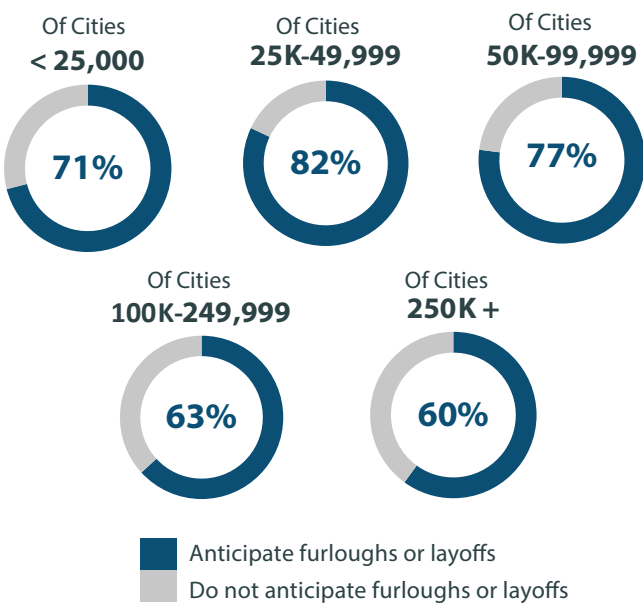 Of Cities
< 25,000
71%
Of Cities
25K-49,999
82%
Of Cities
50K-99,999
77%
Of Cities
100K-249,999
63%
Of Cities
250K +
60%
Anticipate furloughs or layoffs
Do not anticipate furloughs or layoffs